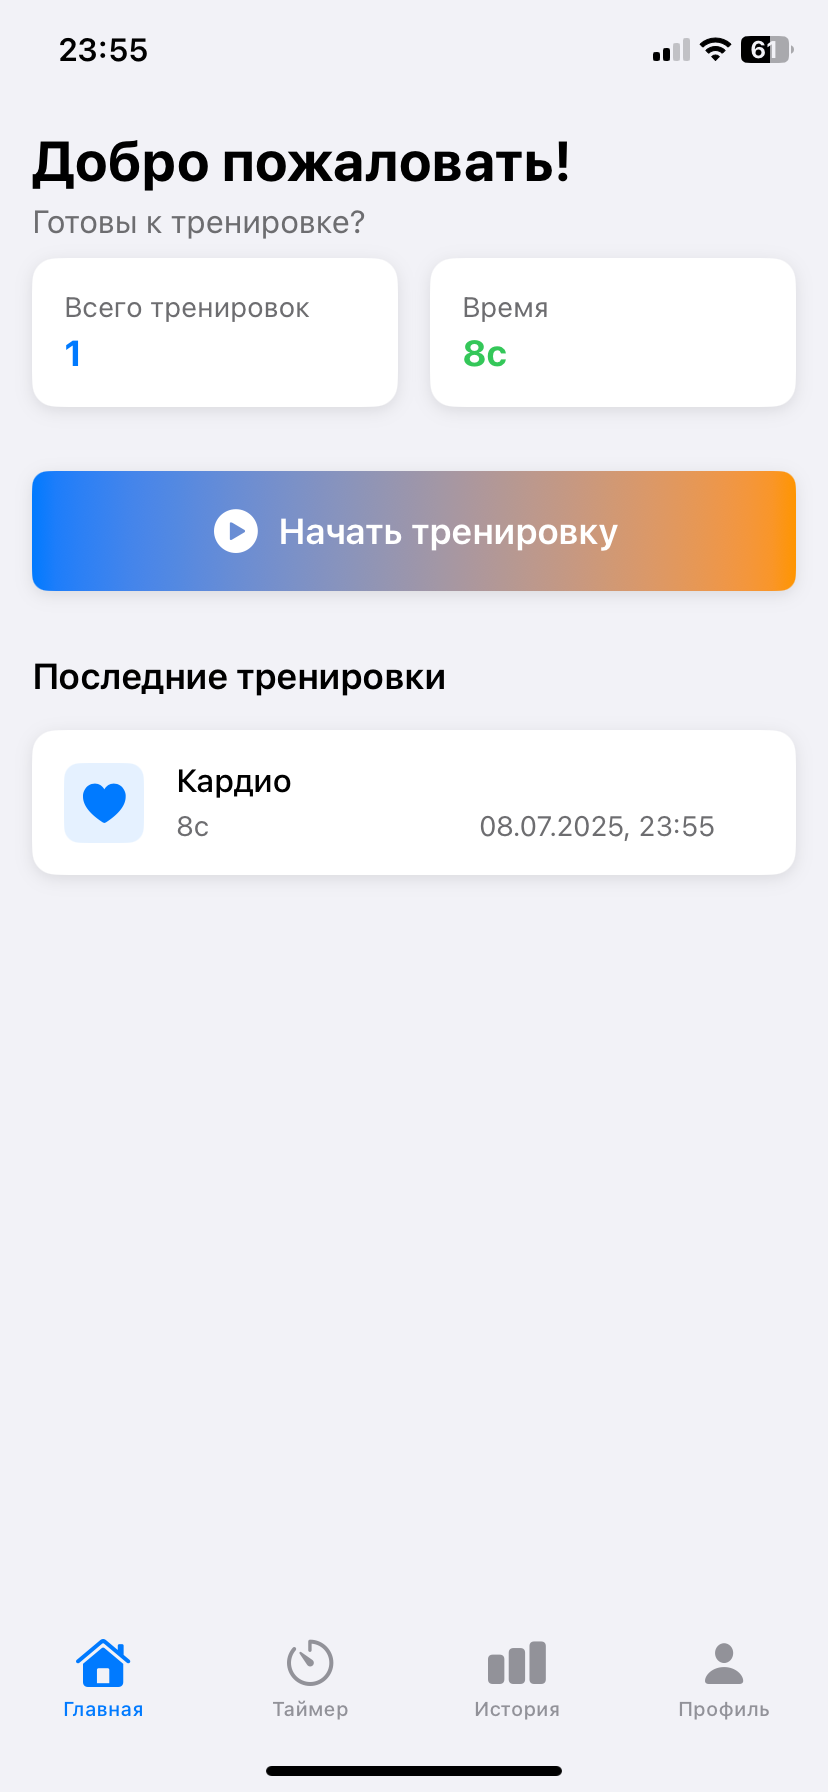 23:55
61
Добро пожаловать!
Готовы к тренировке?
Всего тренировок
1
Время
8с
Начать тренировку
Последние тренировки
Кардио
8с
08.07.2025, 23:55
Главная
Таймер
История
Профиль